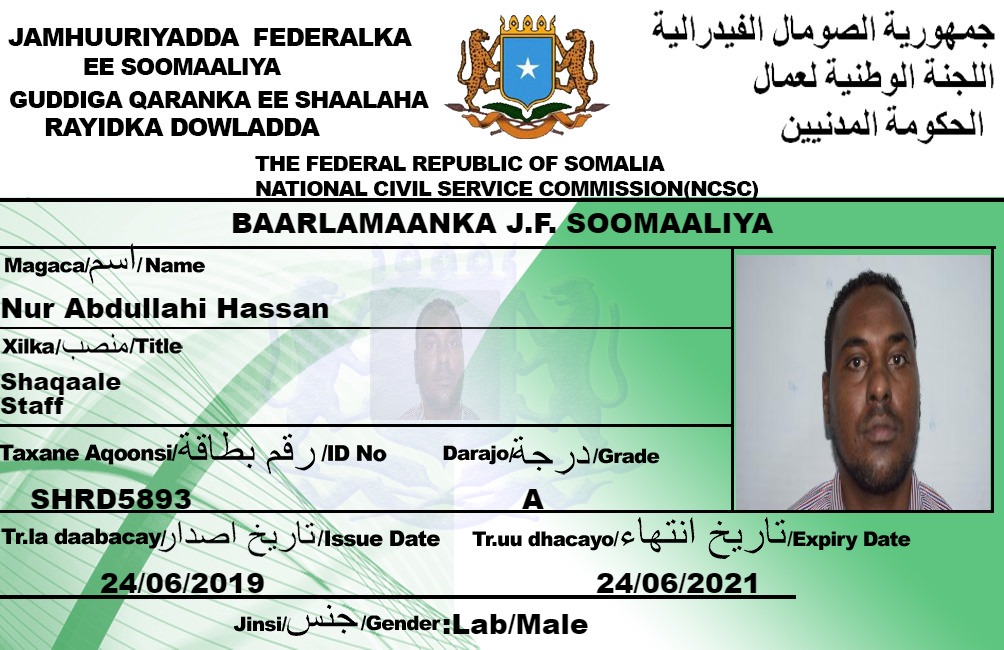 JAMHUURIYADDA FEDERALKA
EE SOOMAALIYA
GUDDIGA QARANKA EE SHAALAHA
RAYIDKA DOWLADDA
جمهورية الصومال الفيدرالية
اللجنة الوطنية لعمال
الحكومة المدنيين
THE FEDERAL REPUBLIC OF SOMALIA
NATIONAL CIVIL SERVICE COMMISSION(NCSC)
BAARLAMAANKA J.F. SOOMAALIYA
Magaca/اسم/Name
Nur Abdullahi Hassan
Xilka/منصب/Title
Shaqaale
Staff
Taxane Aqoonsi/رقم بطاقة/ID No Darajo/درجة/Grade
SHRD5893 A
Tr.la daabacay/تاريخ اصدار/Issue Date Tr.uu dhacayo/تاريخ انتهاء/Expiry Date
24/06/2019 24/06/2021
Jinsi/جنس/Gender:Lab/Male